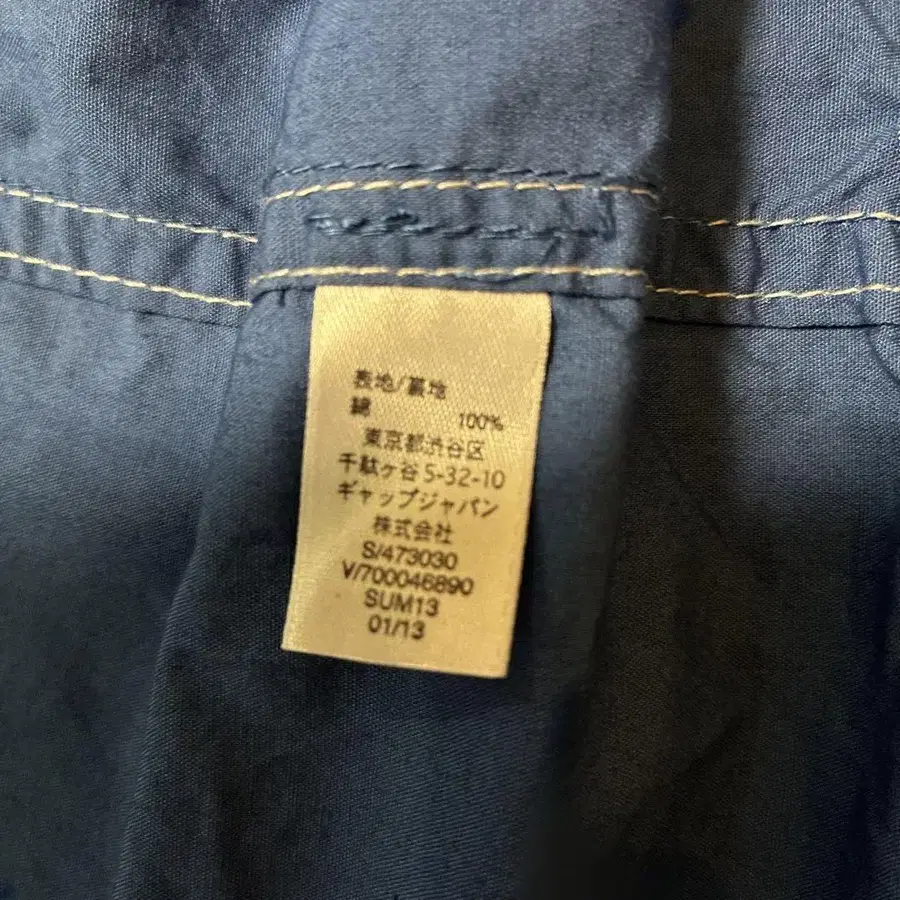 表地/裏地
綿 100%
東京都渋谷区
千駄ヶ谷 5-32-10
ギャップジャパン
株式会社
S/473030
V/700046890
SUM13
01/13